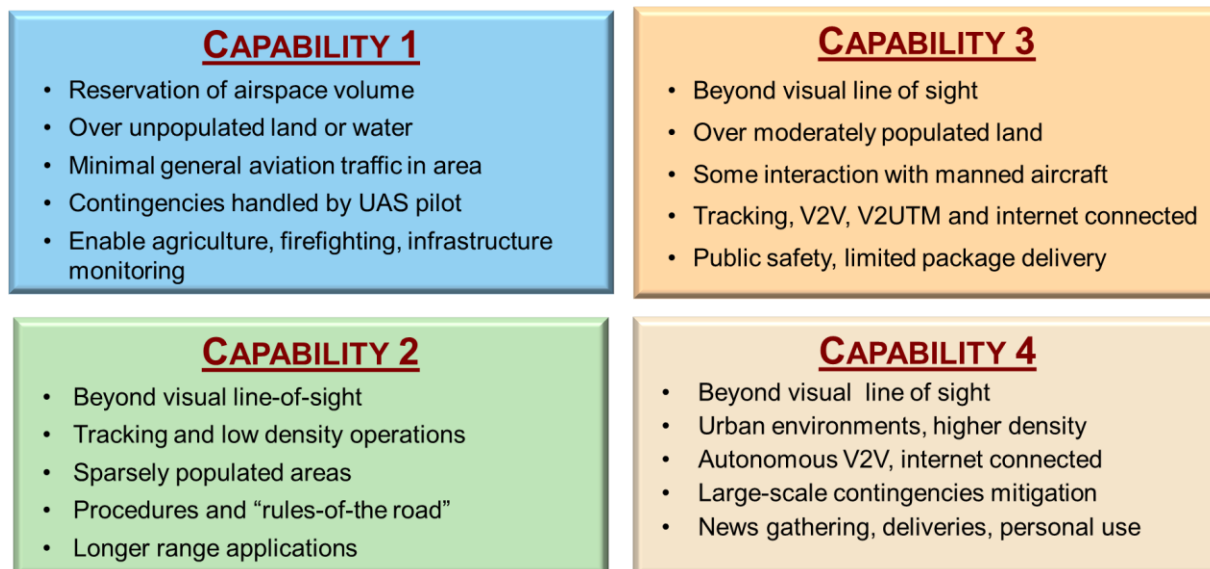 CAPABILITY 1
• Reservation of airspace volume
• Over unpopulated land or water
• Minimal general aviation traffic in area
• Contingencies handled by UAS pilot
• Enable agriculture, firefighting, infrastructure
monitoring
CAPABILITY 2
• Beyond visual line-of-sight
• Tracking and low density operations
• Sparsely populated areas
• Procedures and “rules-of-the road”
• Longer range applications
CAPABILITY 3
• Beyond visual line of sight
• Over moderately populated land
• Some interaction with manned aircraft
• Tracking, V2V, V2UTM and internet connected
• Public safety, limited package delivery
CAPABILITY 4
• Beyond visual line of sight
• Urban environments, higher density
• Autonomous V2V, internet connected
• Large-scale contingencies mitigation
• News gathering, deliveries, personal use